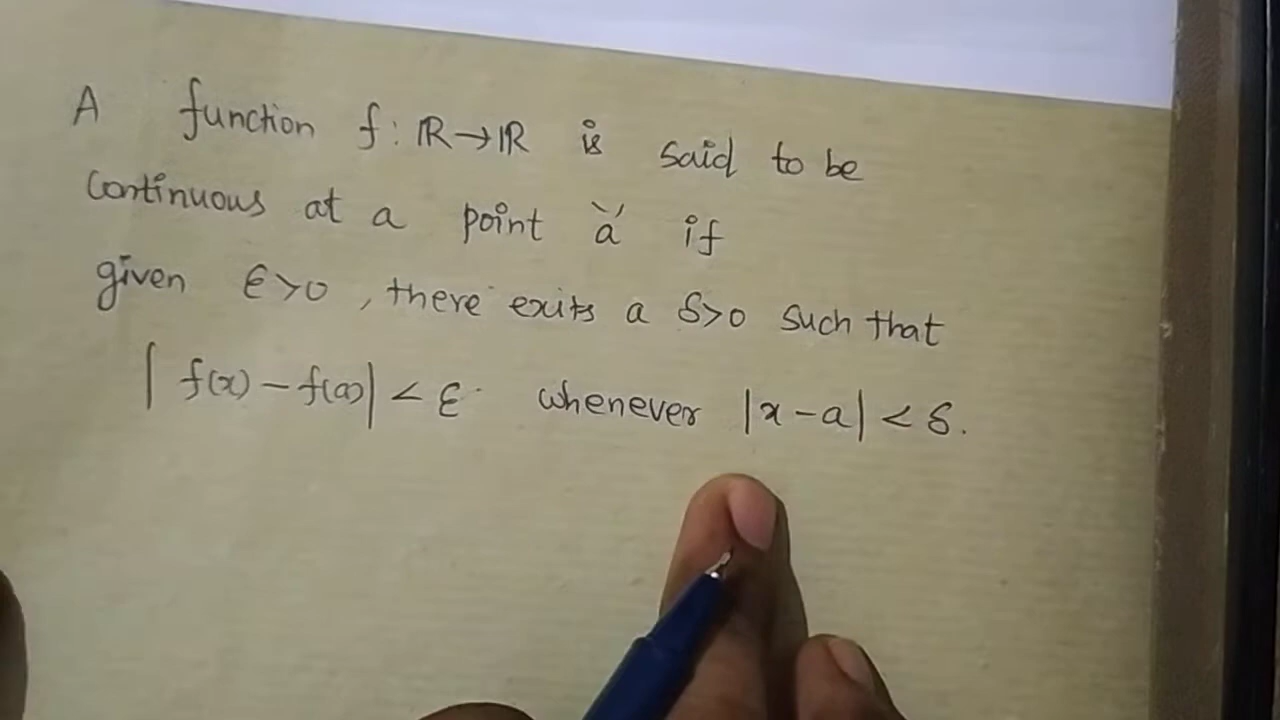 A function f: ℝ→ℝ is said to be
continuous at a point `a' if
given ε>0, there exits a δ>0 such that
|f(x) - f(a)| < ε whenever |x-a| < δ.